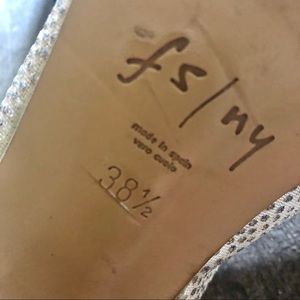 fs/ny
made in spain
vero cuoio
38½